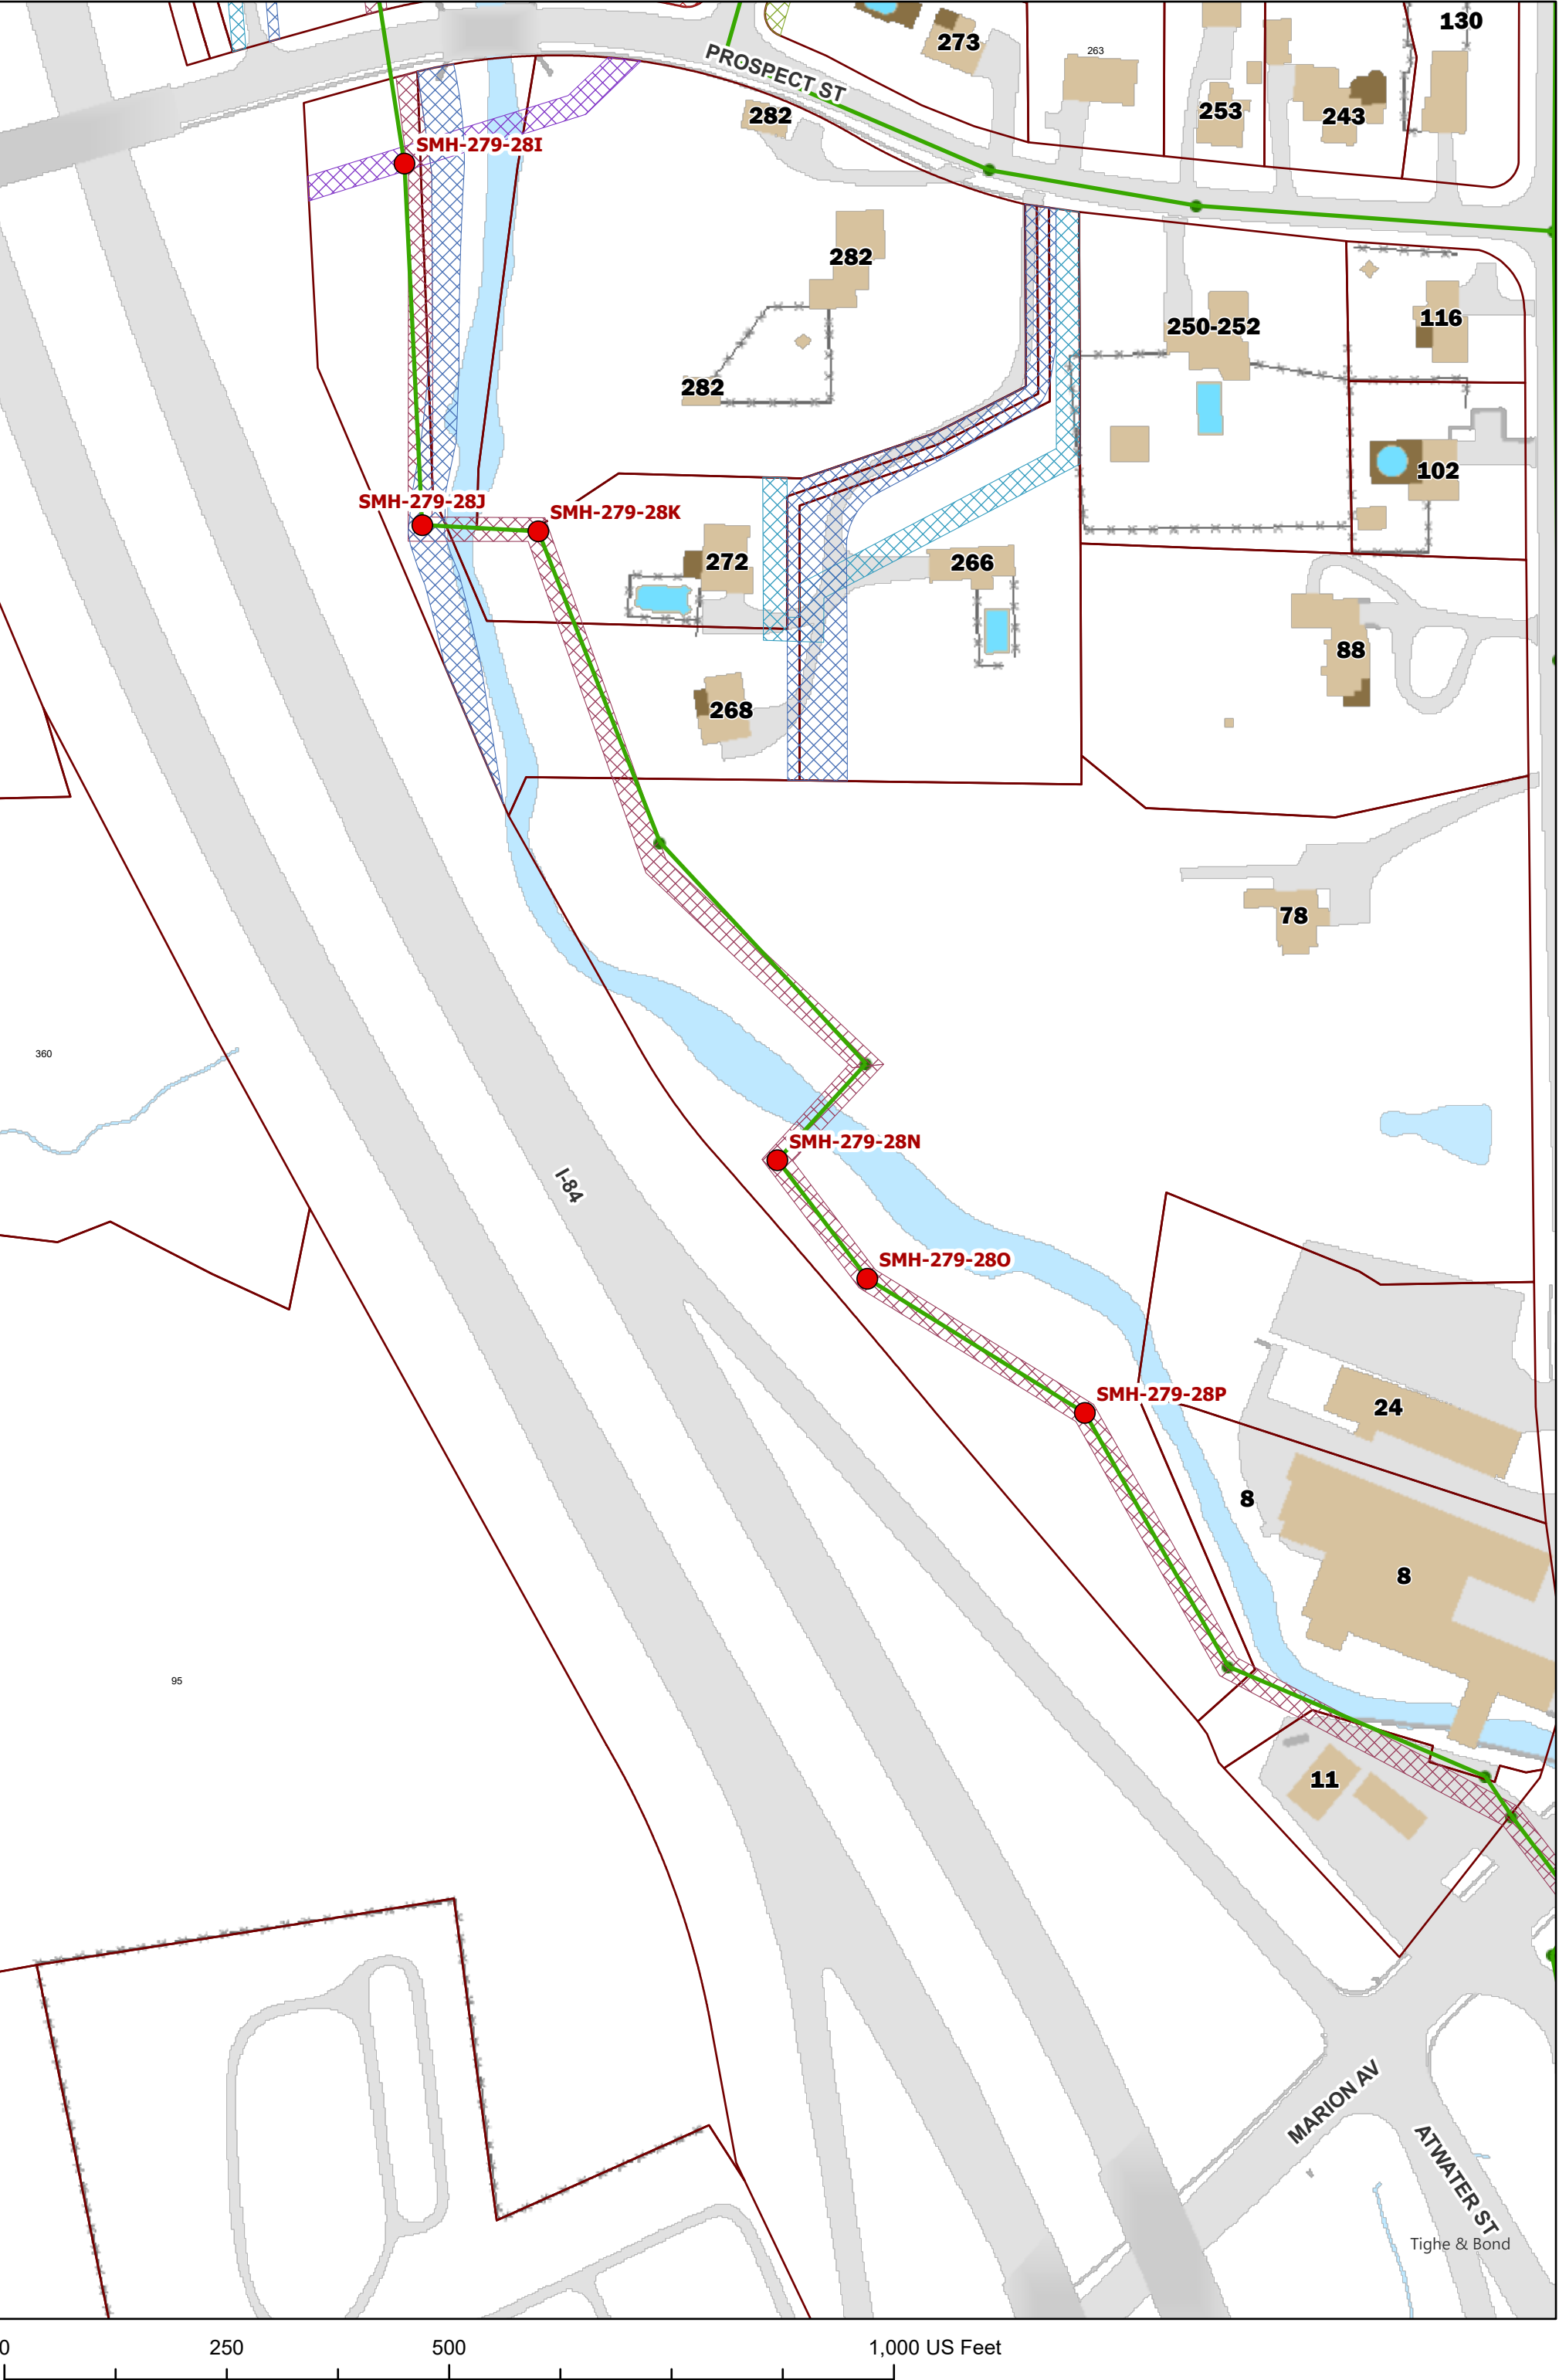 130
273
263
PROSPECT ST
282
253
243
SMH-279-28I
282
250-252
116
282
102
SMH-279-28J
SMH-279-28K
272
266
88
268
78
360
SMH-279-28N
I-84
SMH-279-28O
SMH-279-28P
24
8
8
95
11
MARION AV
ATWATER ST
Tighe & Bond
0
250
500
1,000 US Feet